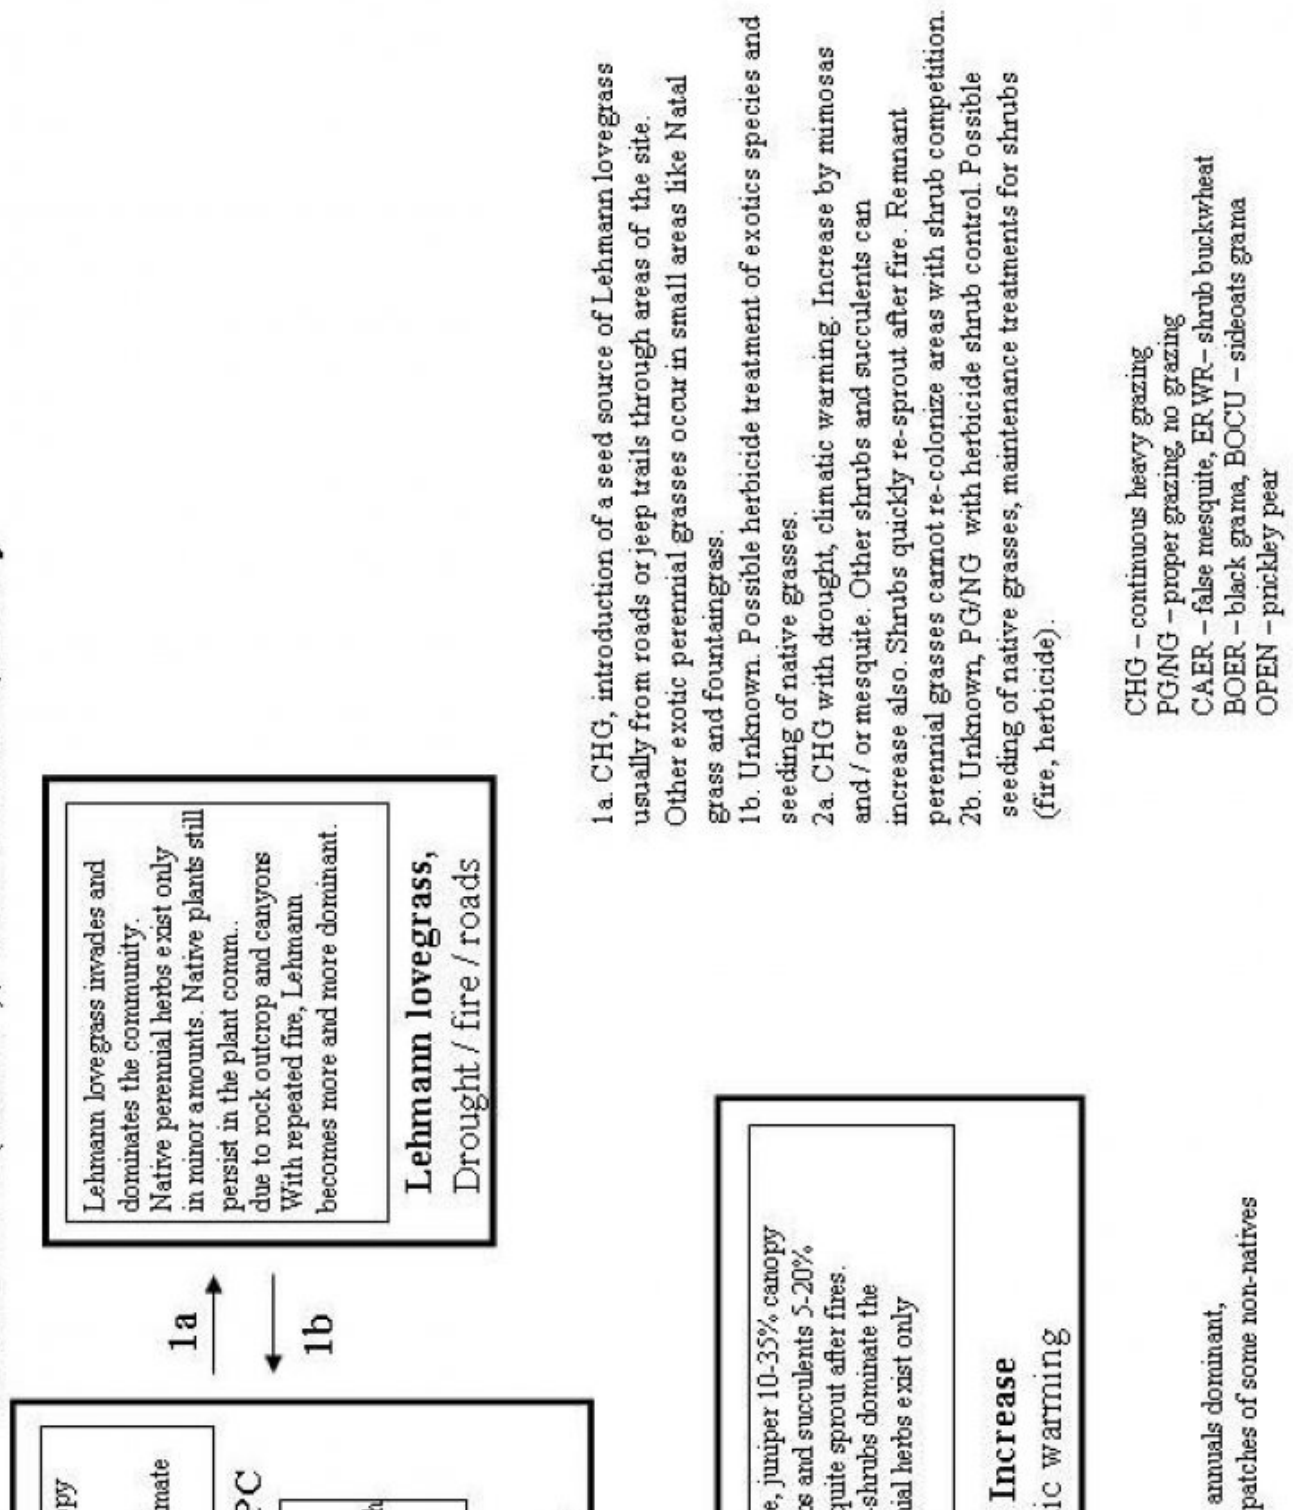 py
mate
PC
1a
1b
Lehmann lovegrass invades and
dominates the community.
Native perennial herbs exist only
in minor amounts. Native plants still
persist in the plant comm..
due to rock outcrop and canyons
With repeated fire, Lehmann
becomes more and more dominant.
Lehmann lovegrass,
Drought / fire / roads
e, juniper 10-35% canopy
s and succulents 5-20%
quite sprout after fires.
-shrubs dominate the
ial herbs exist only
Increase
ic warming
annuals dominant,
patches of some non-natives
1a. CHG, introduction of a seed source of Lehmann lovegrass
usually from roads or jeep trails through areas of the site.
Other exotic perennial grasses occur in small areas like Natal
grass and fountaingrass.
1b. Unknown. Possible herbicide treatment of exotics species and
seeding of native grasses.
2a. CHG with drought, climatic warming. Increase by mimosas
and / or mesquite. Other shrubs and succulents can
increase also. Shrubs quickly re-sprout after fire. Remnant
perennial grasses cannot re-colonize areas with shrub competition.
2b. Unknown, PG/NG with herbicide shrub control. Possible
seeding of native grasses, maintenance treatments for shrubs
(fire, herbicide).
CHG – continuous heavy grazing
PG/NG – proper grazing, no grazing
CAER – false mesquite, ERWR– shrub buckwheat
BOER – black grama, BOCU – sideoats grama
OPEN – prickley pear